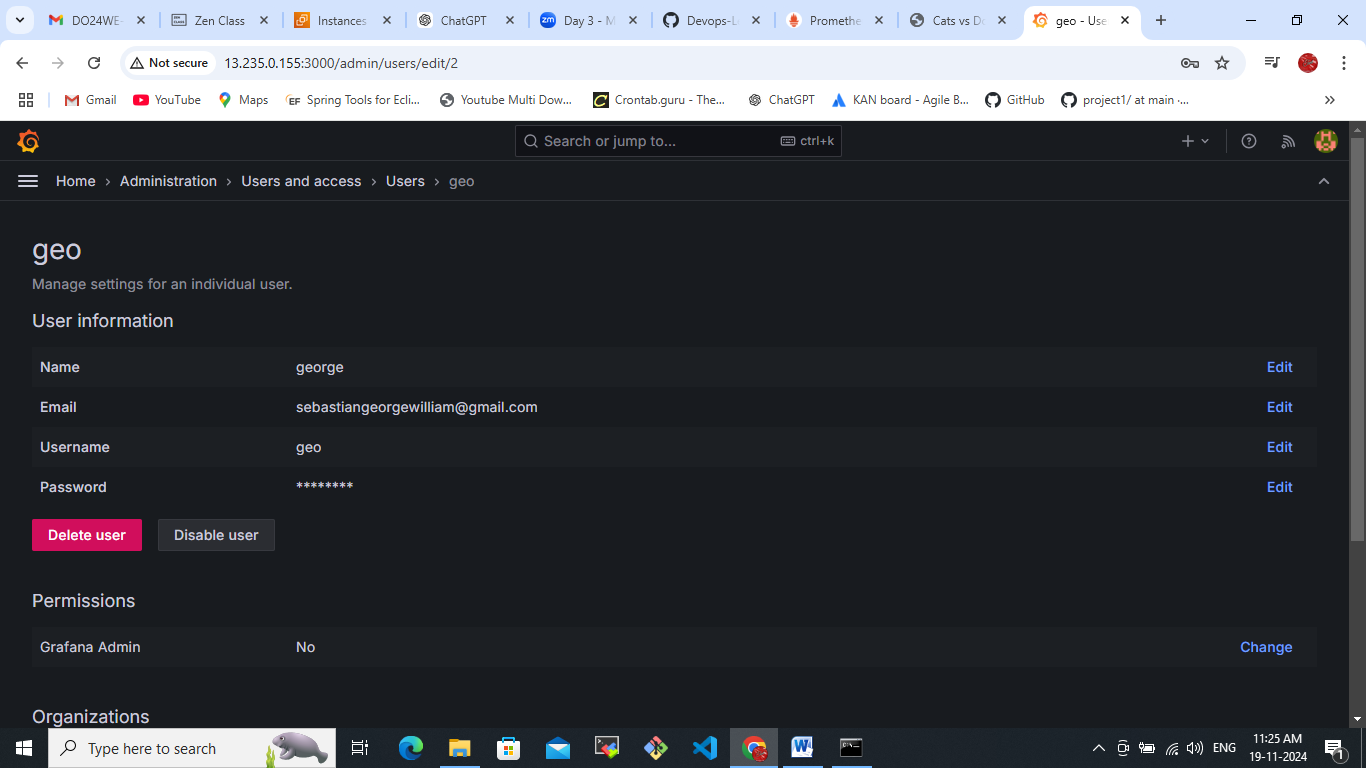 DO24WE- Zen Class Instances ChatGPT Day 3 - M Devops-Li Promethe Cats vs Do geo - Use
Not secure 13.235.0.155:3000/admin/users/edit/2
Gmail YouTube Maps EF Spring Tools for Ecli... Youtube Multi Dow... Crontab.guru - The... ChatGPT KAN board - Agile B... GitHub project1/ at main ·...
Search or jump to... ctrl+k
Home Administration Users and access Users geo
geo
Manage settings for an individual user.
User information
Name george Edit
Email sebastiangeorgewilliam@gmail.com Edit
Username geo Edit
Password ******** Edit
Delete user Disable user
Permissions
Grafana Admin No Change
Organizations
Type here to search ENG 11:25 AM
19-11-2024 1